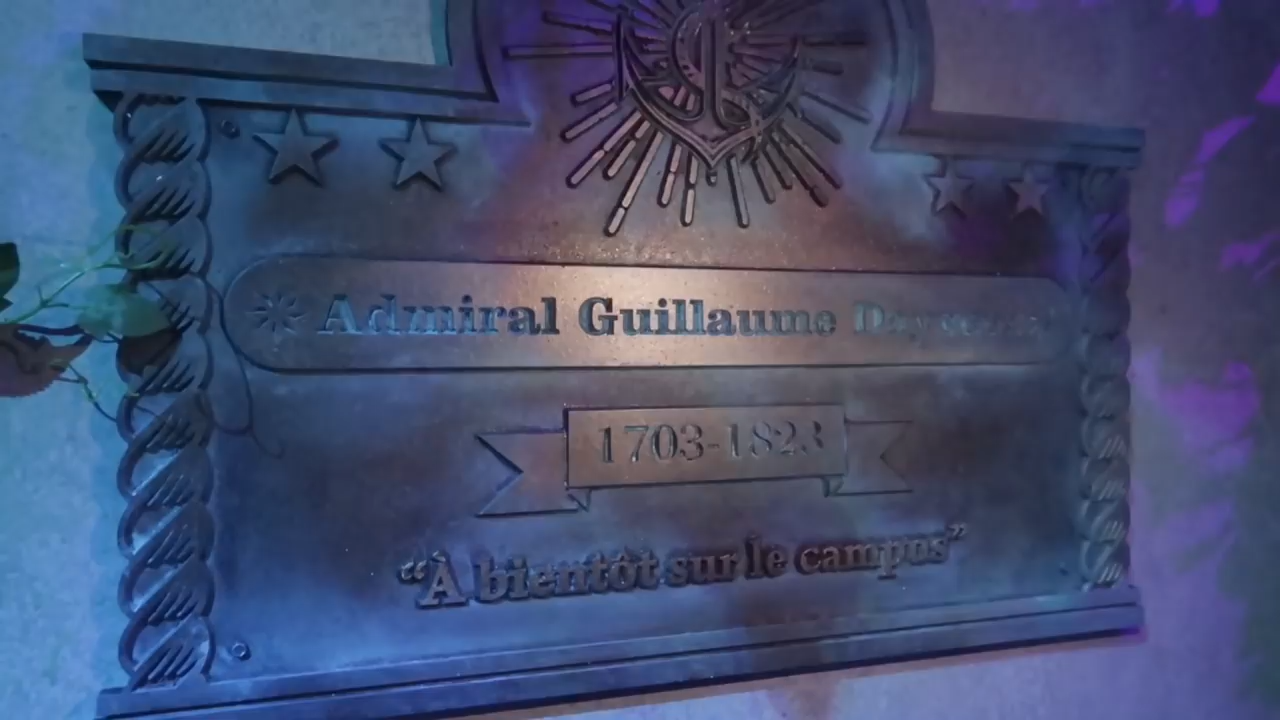 Admiral Guillaume
1703-1823
“À bientôt sur le campus”